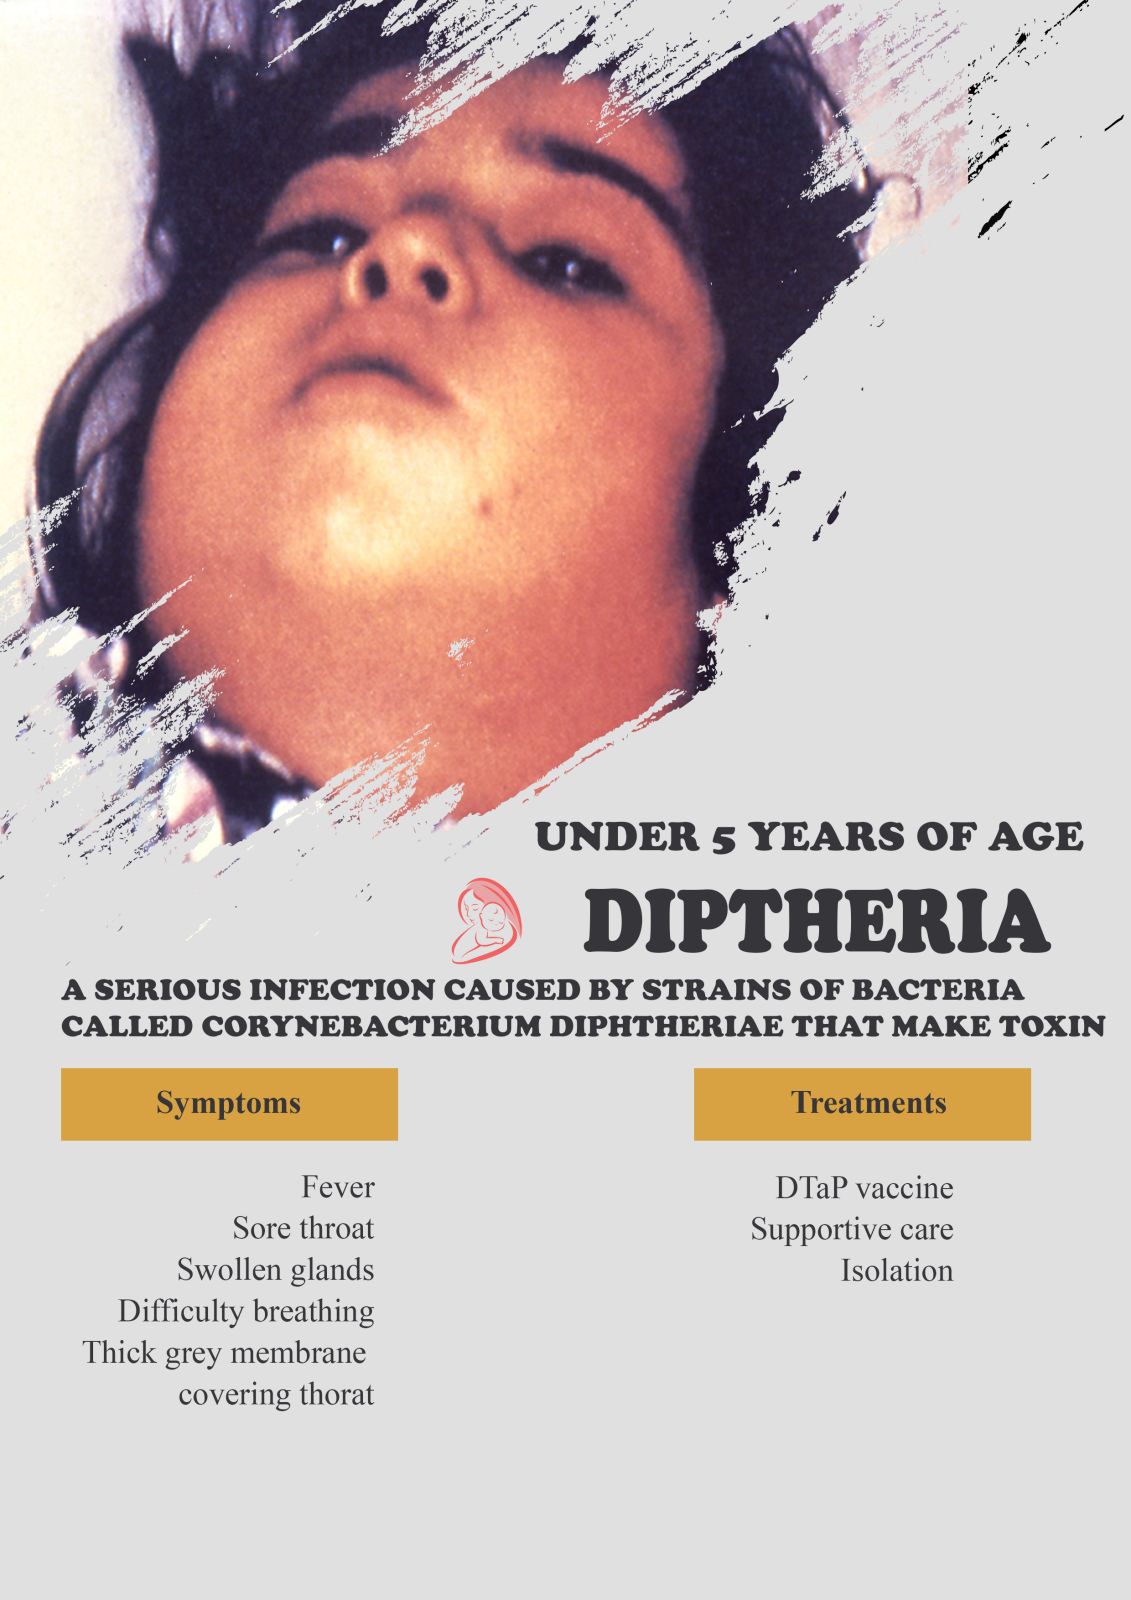 UNDER 5 YEARS OF AGE
DIPTHERIA
A SERIOUS INFECTION CAUSED BY STRAINS OF BACTERIA
CALLED CORYNEBACTERIUM DIPHTHERIAE THAT MAKE TOXIN
Symptoms
Fever
Sore throat
Swollen glands
Difficulty breathing
Thick grey membrane
covering thorat
Treatments
DTaP vaccine
Supportive care
Isolation